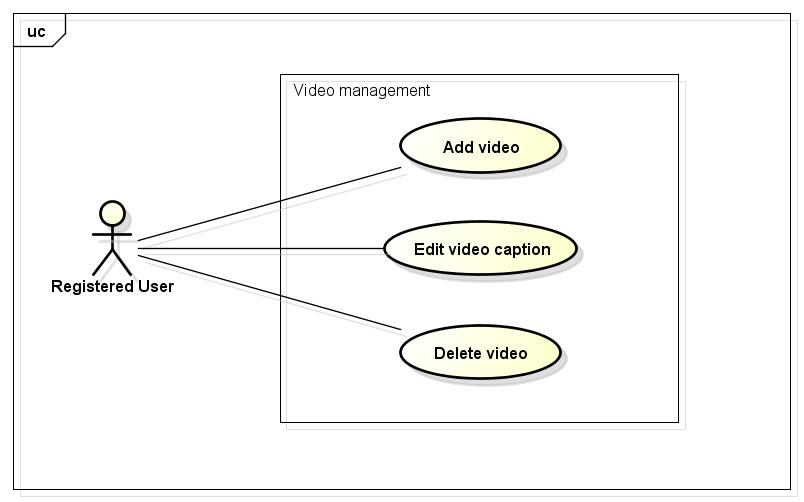 uc
Video management
Add video
Edit video caption
Registered User
Delete video